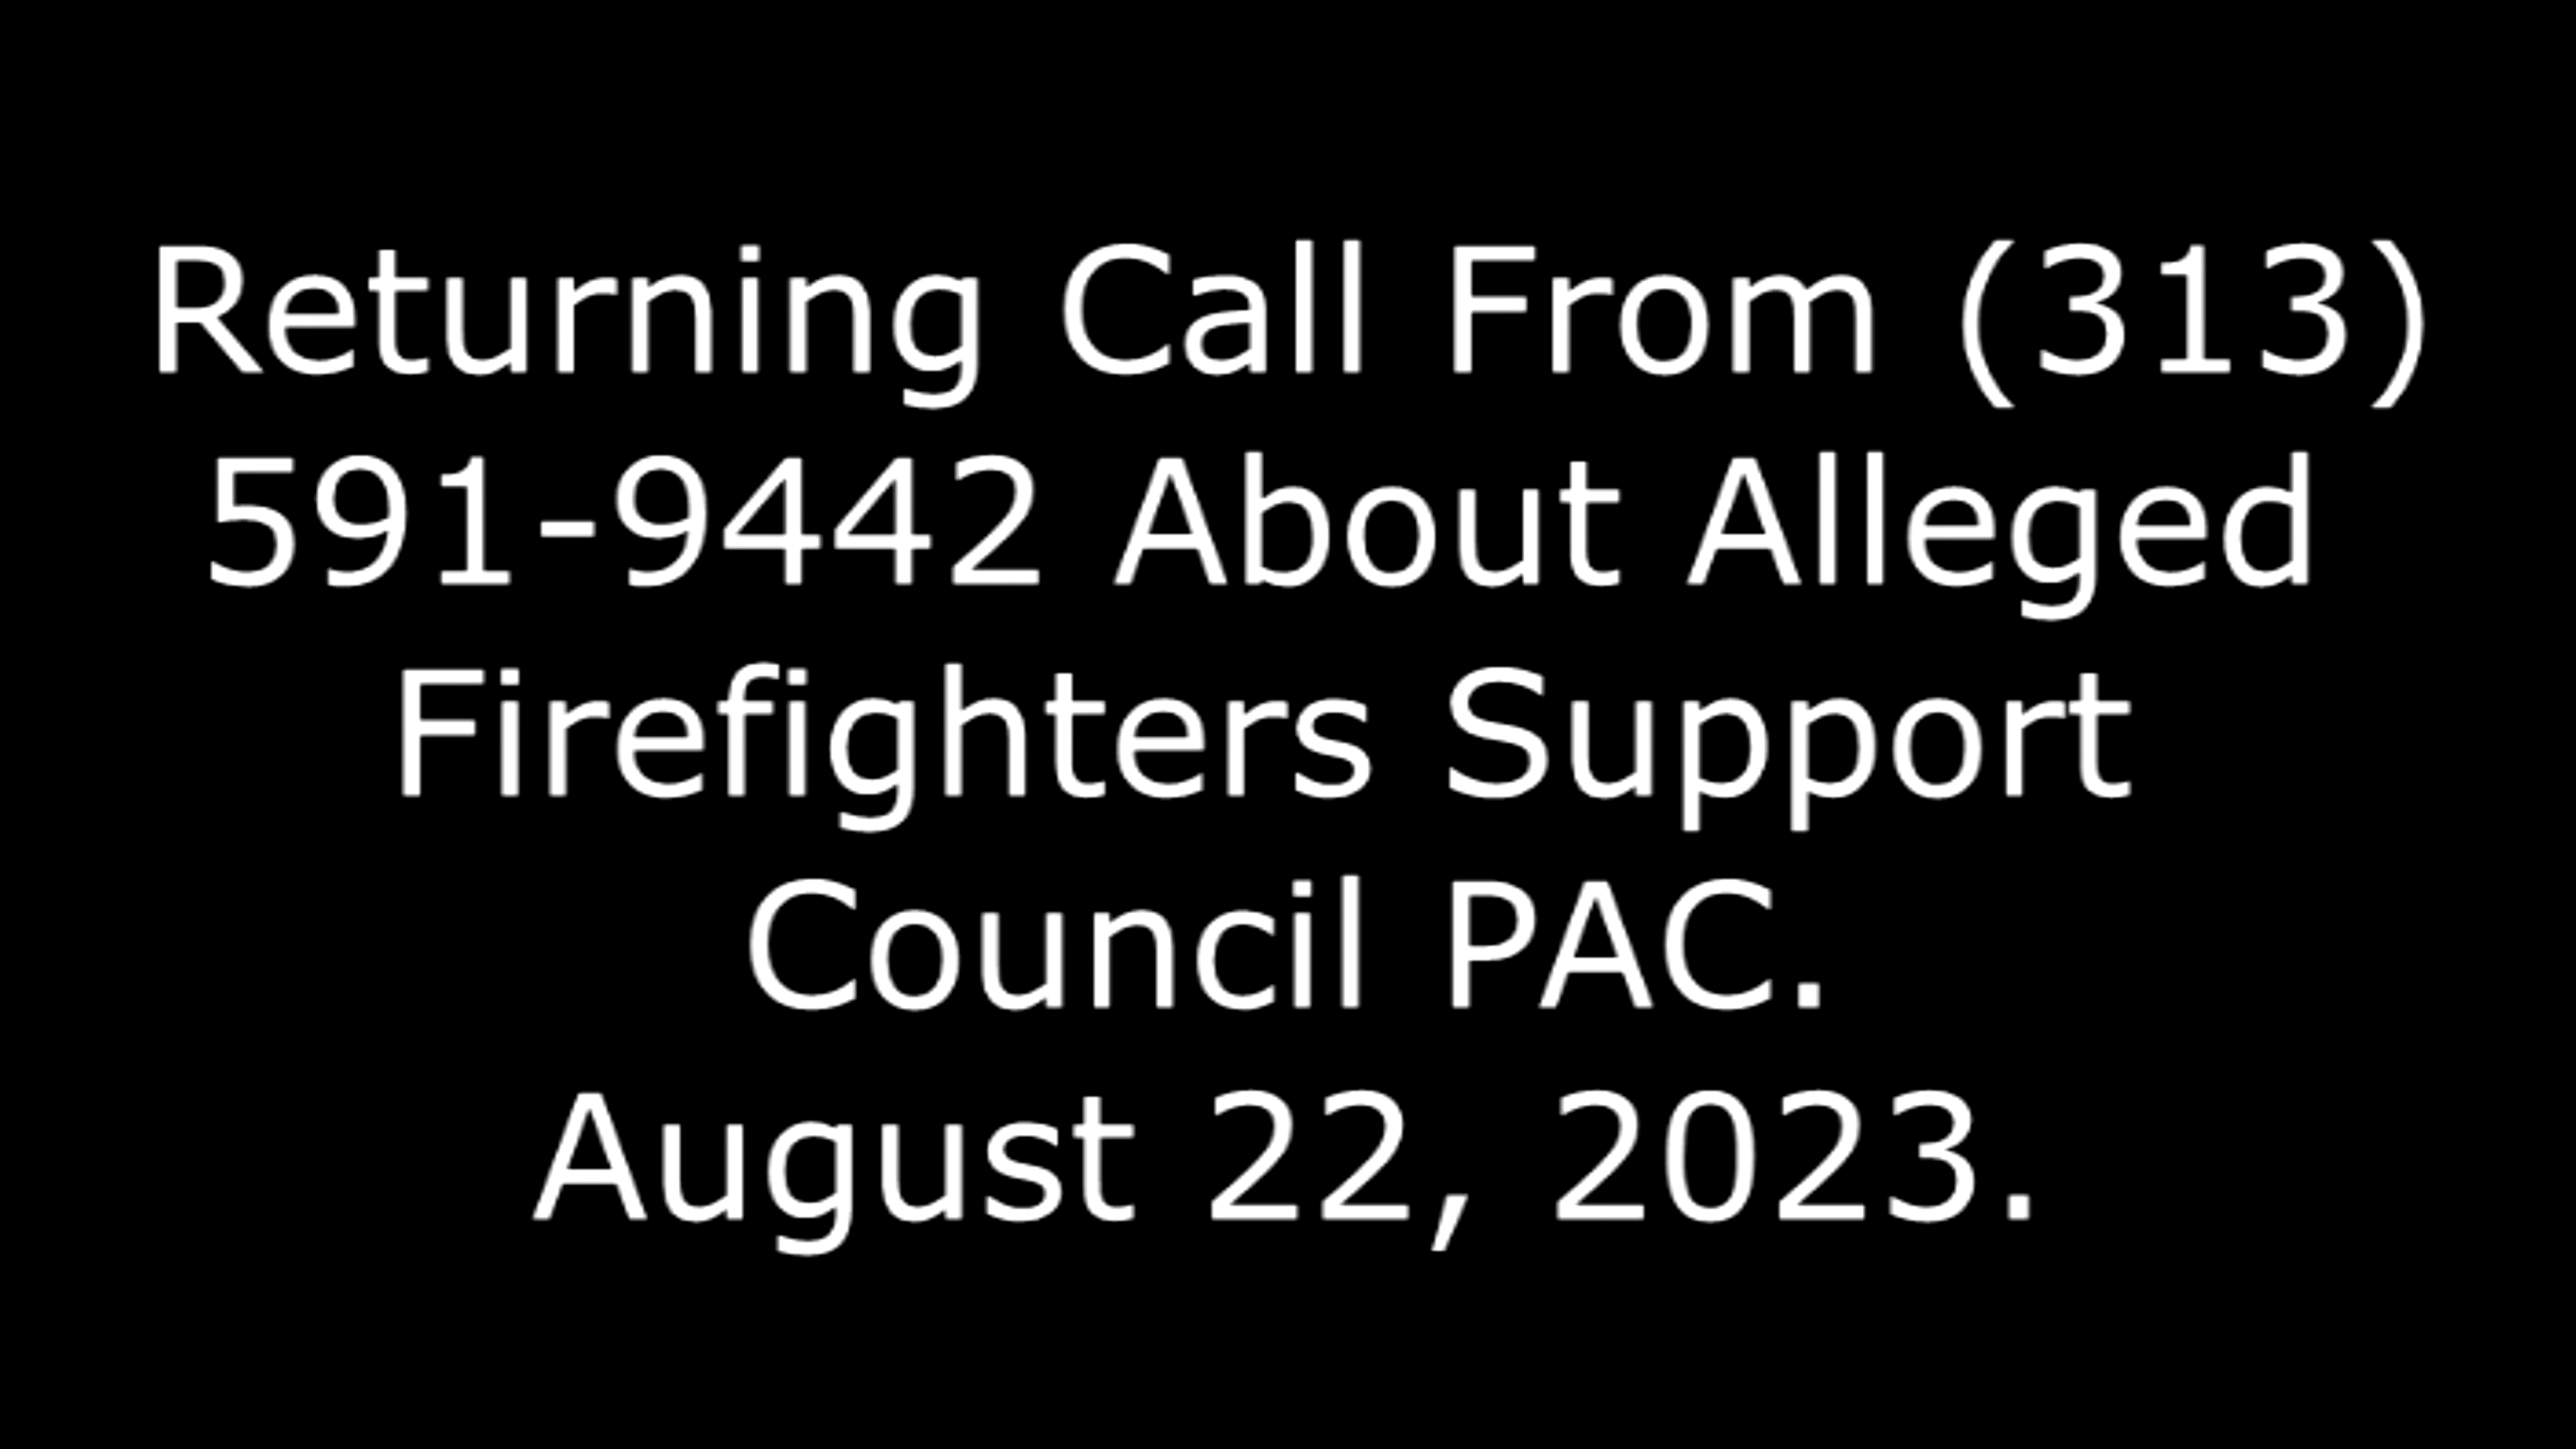 Returning Call From (313)
591-9442 About Alleged
Firefighters Support
Council PAC.
August 22, 2023.